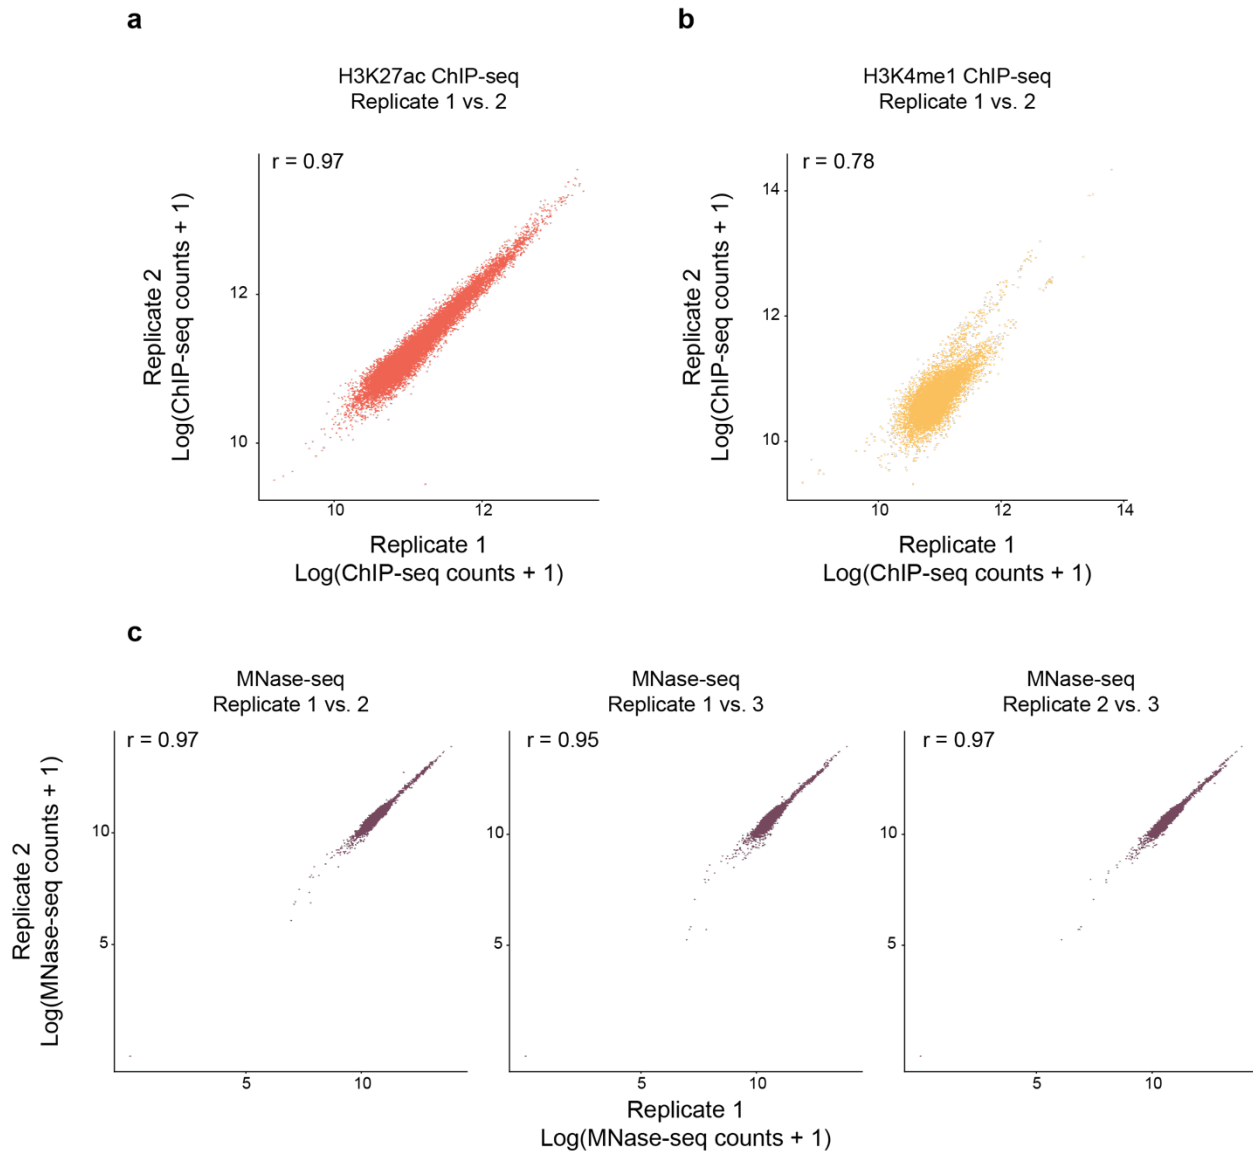 a
H3K27ac ChIP-seq
Replicate 1 vs. 2
r = 0.97
Replicate 2
Log(ChIP-seq counts + 1)
12
10
10
12
Replicate 1
Log(ChIP-seq counts + 1)
b
H3K4me1 ChIP-seq
Replicate 1 vs. 2
r = 0.78
Replicate 2
Log(ChIP-seq counts + 1)
14
12
10
10
12
14
Replicate 1
Log(ChIP-seq counts + 1)
c
MNase-seq
Replicate 1 vs. 2
r = 0.97
Replicate 2
Log(MNase-seq counts + 1)
10
5
5
10
MNase-seq
Replicate 1 vs. 3
r = 0.95
10
5
5
10
MNase-seq
Replicate 2 vs. 3
r = 0.97
10
5
5
10
Replicate 1
Log(MNase-seq counts + 1)